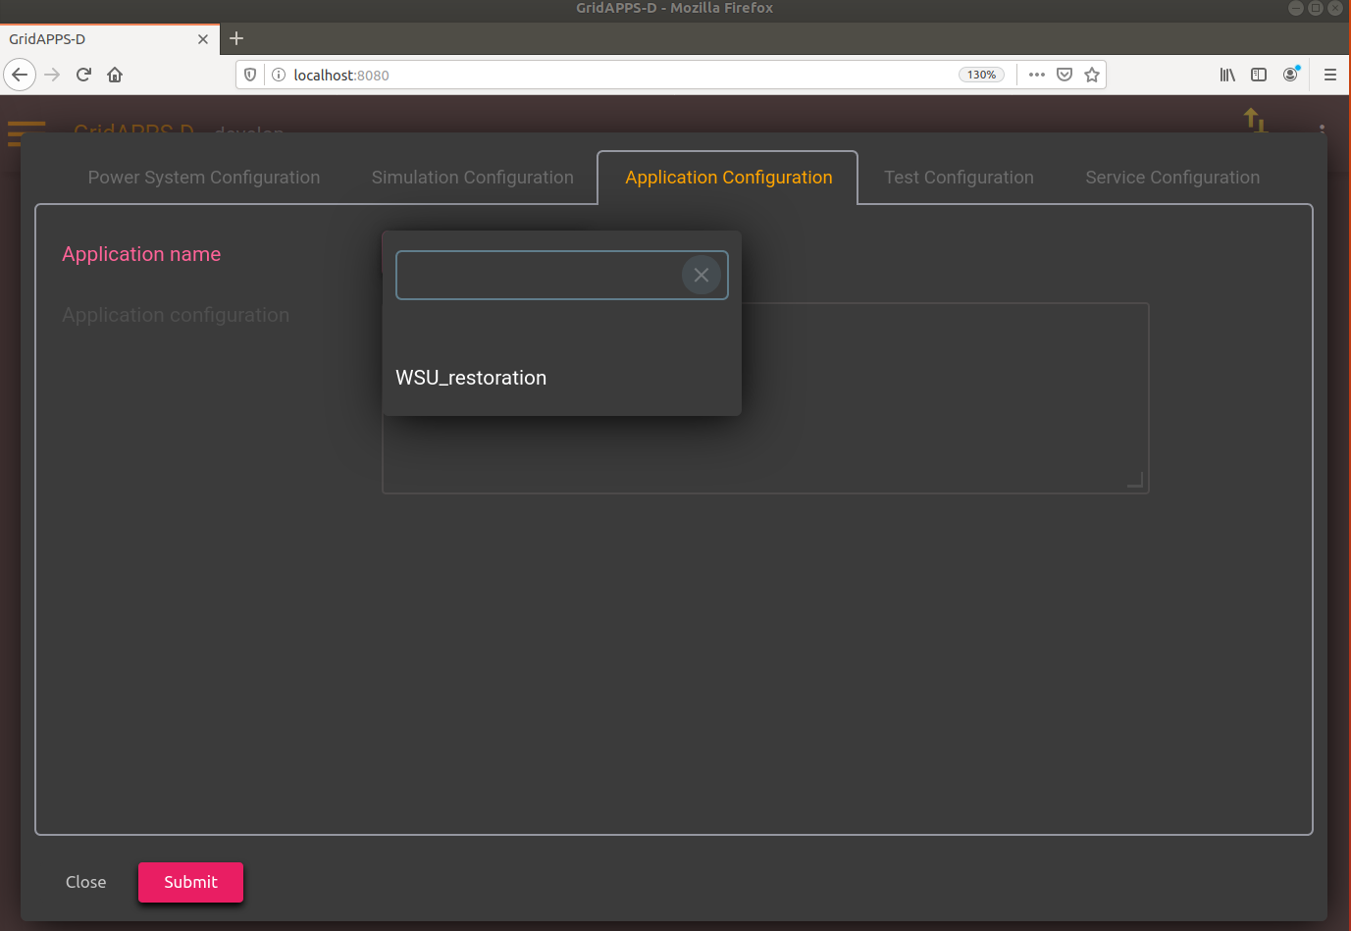 GridAPPS-D - Mozilla Firefox
GridAPPS-D
localhost:8080
130%
GridAPPS-D develop
Power System Configuration
Simulation Configuration
Application Configuration
Test Configuration
Service Configuration
Application name
Application configuration
WSU_restoration
Close
Submit